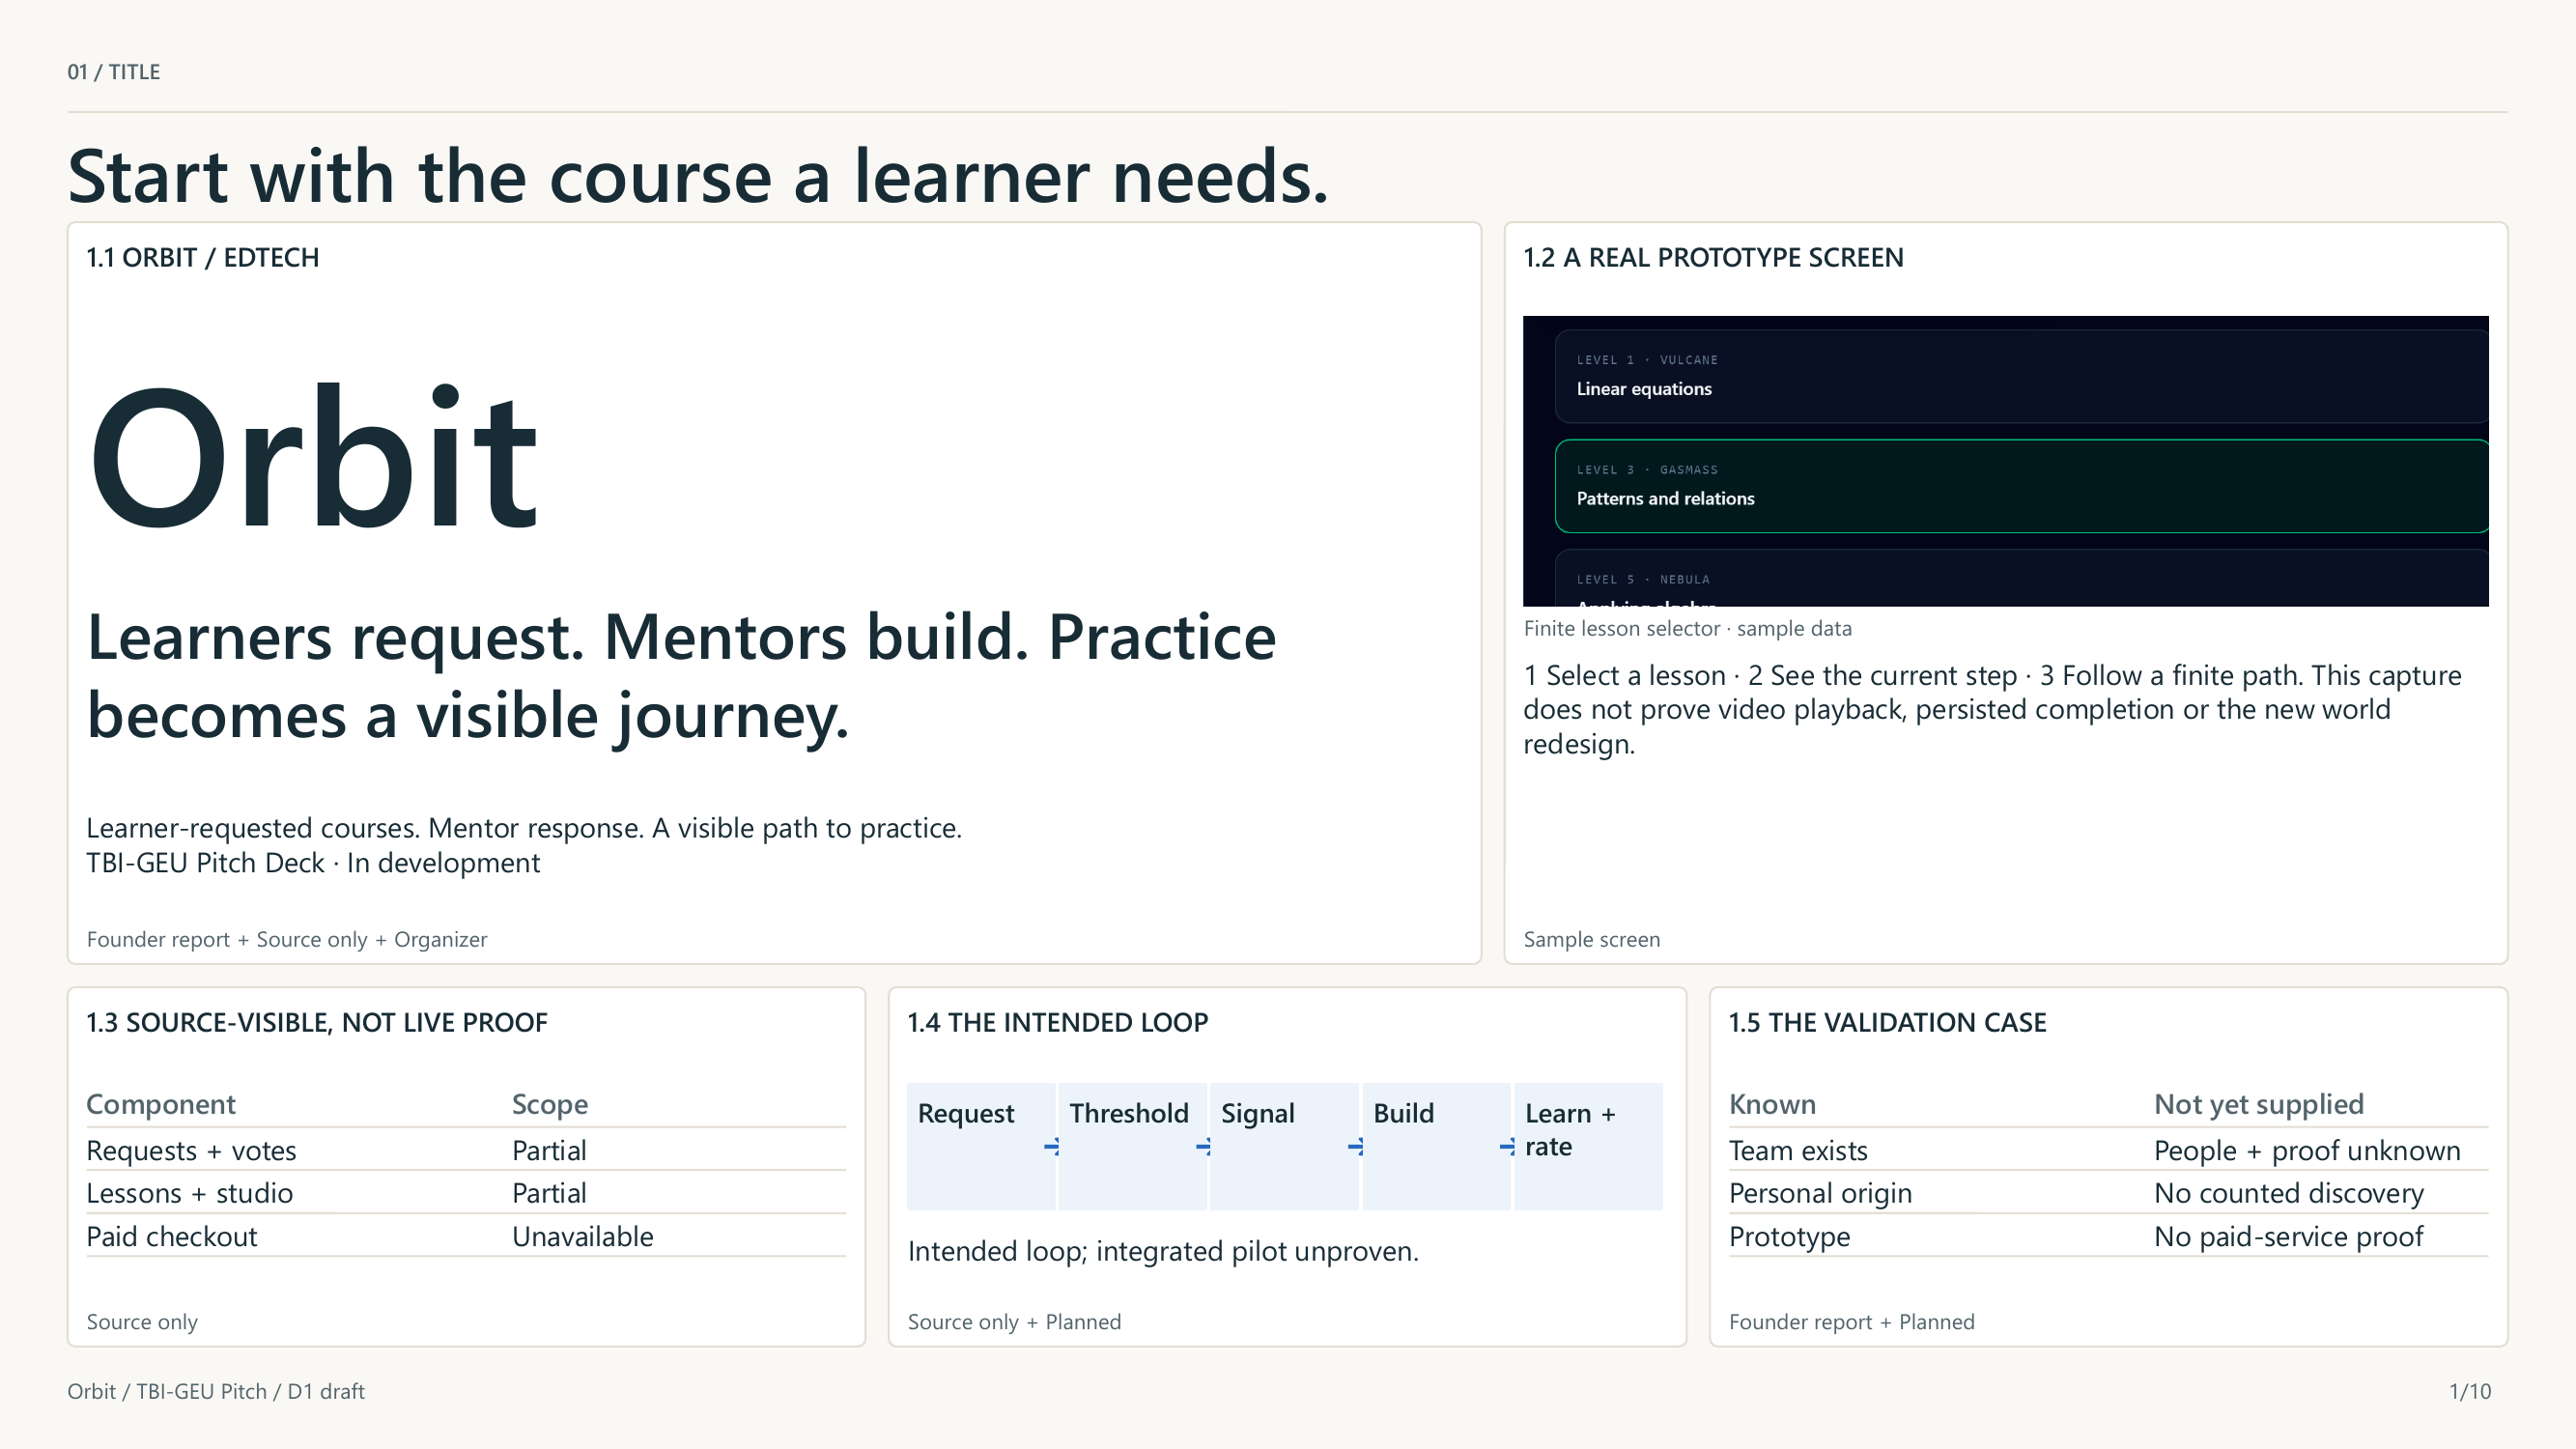 01 / TITLE
Start with the course a learner needs.
1.1 ORBIT / EDTECH
Orbit
Learners request. Mentors build. Practice
becomes a visible journey.
Learner-requested courses. Mentor response. A visible path to practice.
TBI-GEU Pitch Deck · In development
Founder report + Source only + Organizer
1.2 A REAL PROTOTYPE SCREEN
LEVEL 1 · VULCANE
Linear equations
LEVEL 3 · GASMASS
Patterns and relations
LEVEL 5 · NEBULA
Finite lesson selector · sample data
1 Select a lesson · 2 See the current step · 3 Follow a finite path. This capture
does not prove video playback, persisted completion or the new world
redesign.
Sample screen
1.3 SOURCE-VISIBLE, NOT LIVE PROOF
Component Scope
Requests + votes Partial
Lessons + studio Partial
Paid checkout Unavailable
Source only
1.4 THE INTENDED LOOP
Request → Threshold → Signal → Build → Learn +
rate
Intended loop; integrated pilot unproven.
Source only + Planned
1.5 THE VALIDATION CASE
Known Not yet supplied
Team exists People + proof unknown
Personal origin No counted discovery
Prototype No paid-service proof
Founder report + Planned
Orbit / TBI-GEU Pitch / D1 draft
1/10